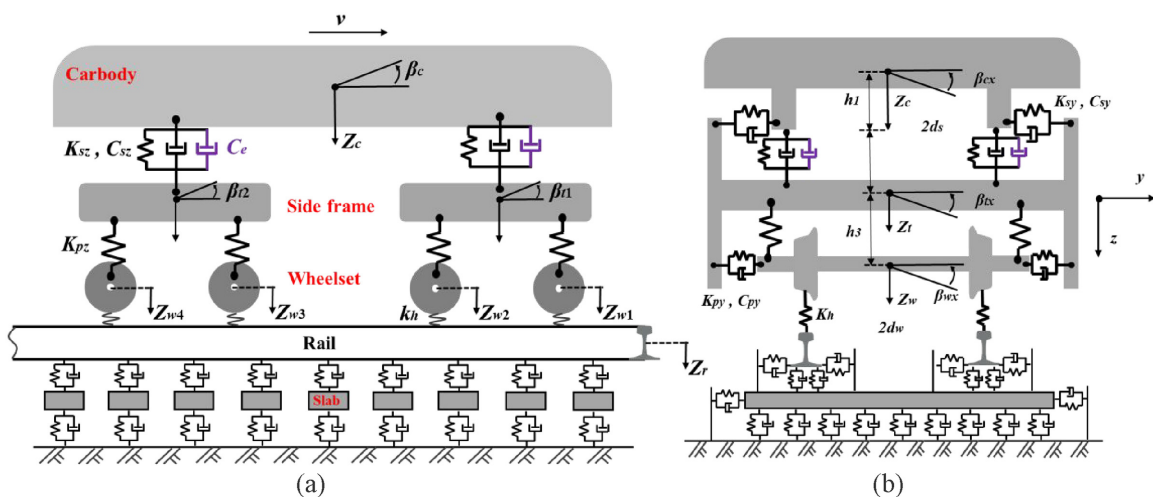 v
Carbody
βc
Zc
Ksz , Csz
Ce
βt2
Side frame
βt1
Kpz
Wheelset
Zw4
Zw3
kh
Zw2
Zw1
Rail
Zr
Slab
(a)
h1
Zc
βcx
Ksy , Csy
2ds
βtx
Zt
h3
y
z
Zw
βwx
Kpy , Cpy
Kh
2dw
(b)